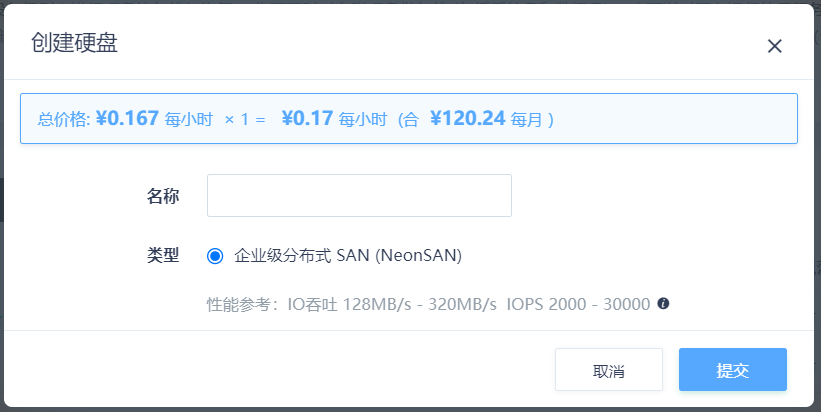 创建硬盘
总价格: ¥0.167 每小时 × 1 = ¥0.17 每小时 (合 ¥120.24 每月 )
名称
类型 企业级分布式 SAN (NeonSAN)
性能参考：IO吞吐 128MB/s - 320MB/s IOPS 2000 - 30000
取消 提交